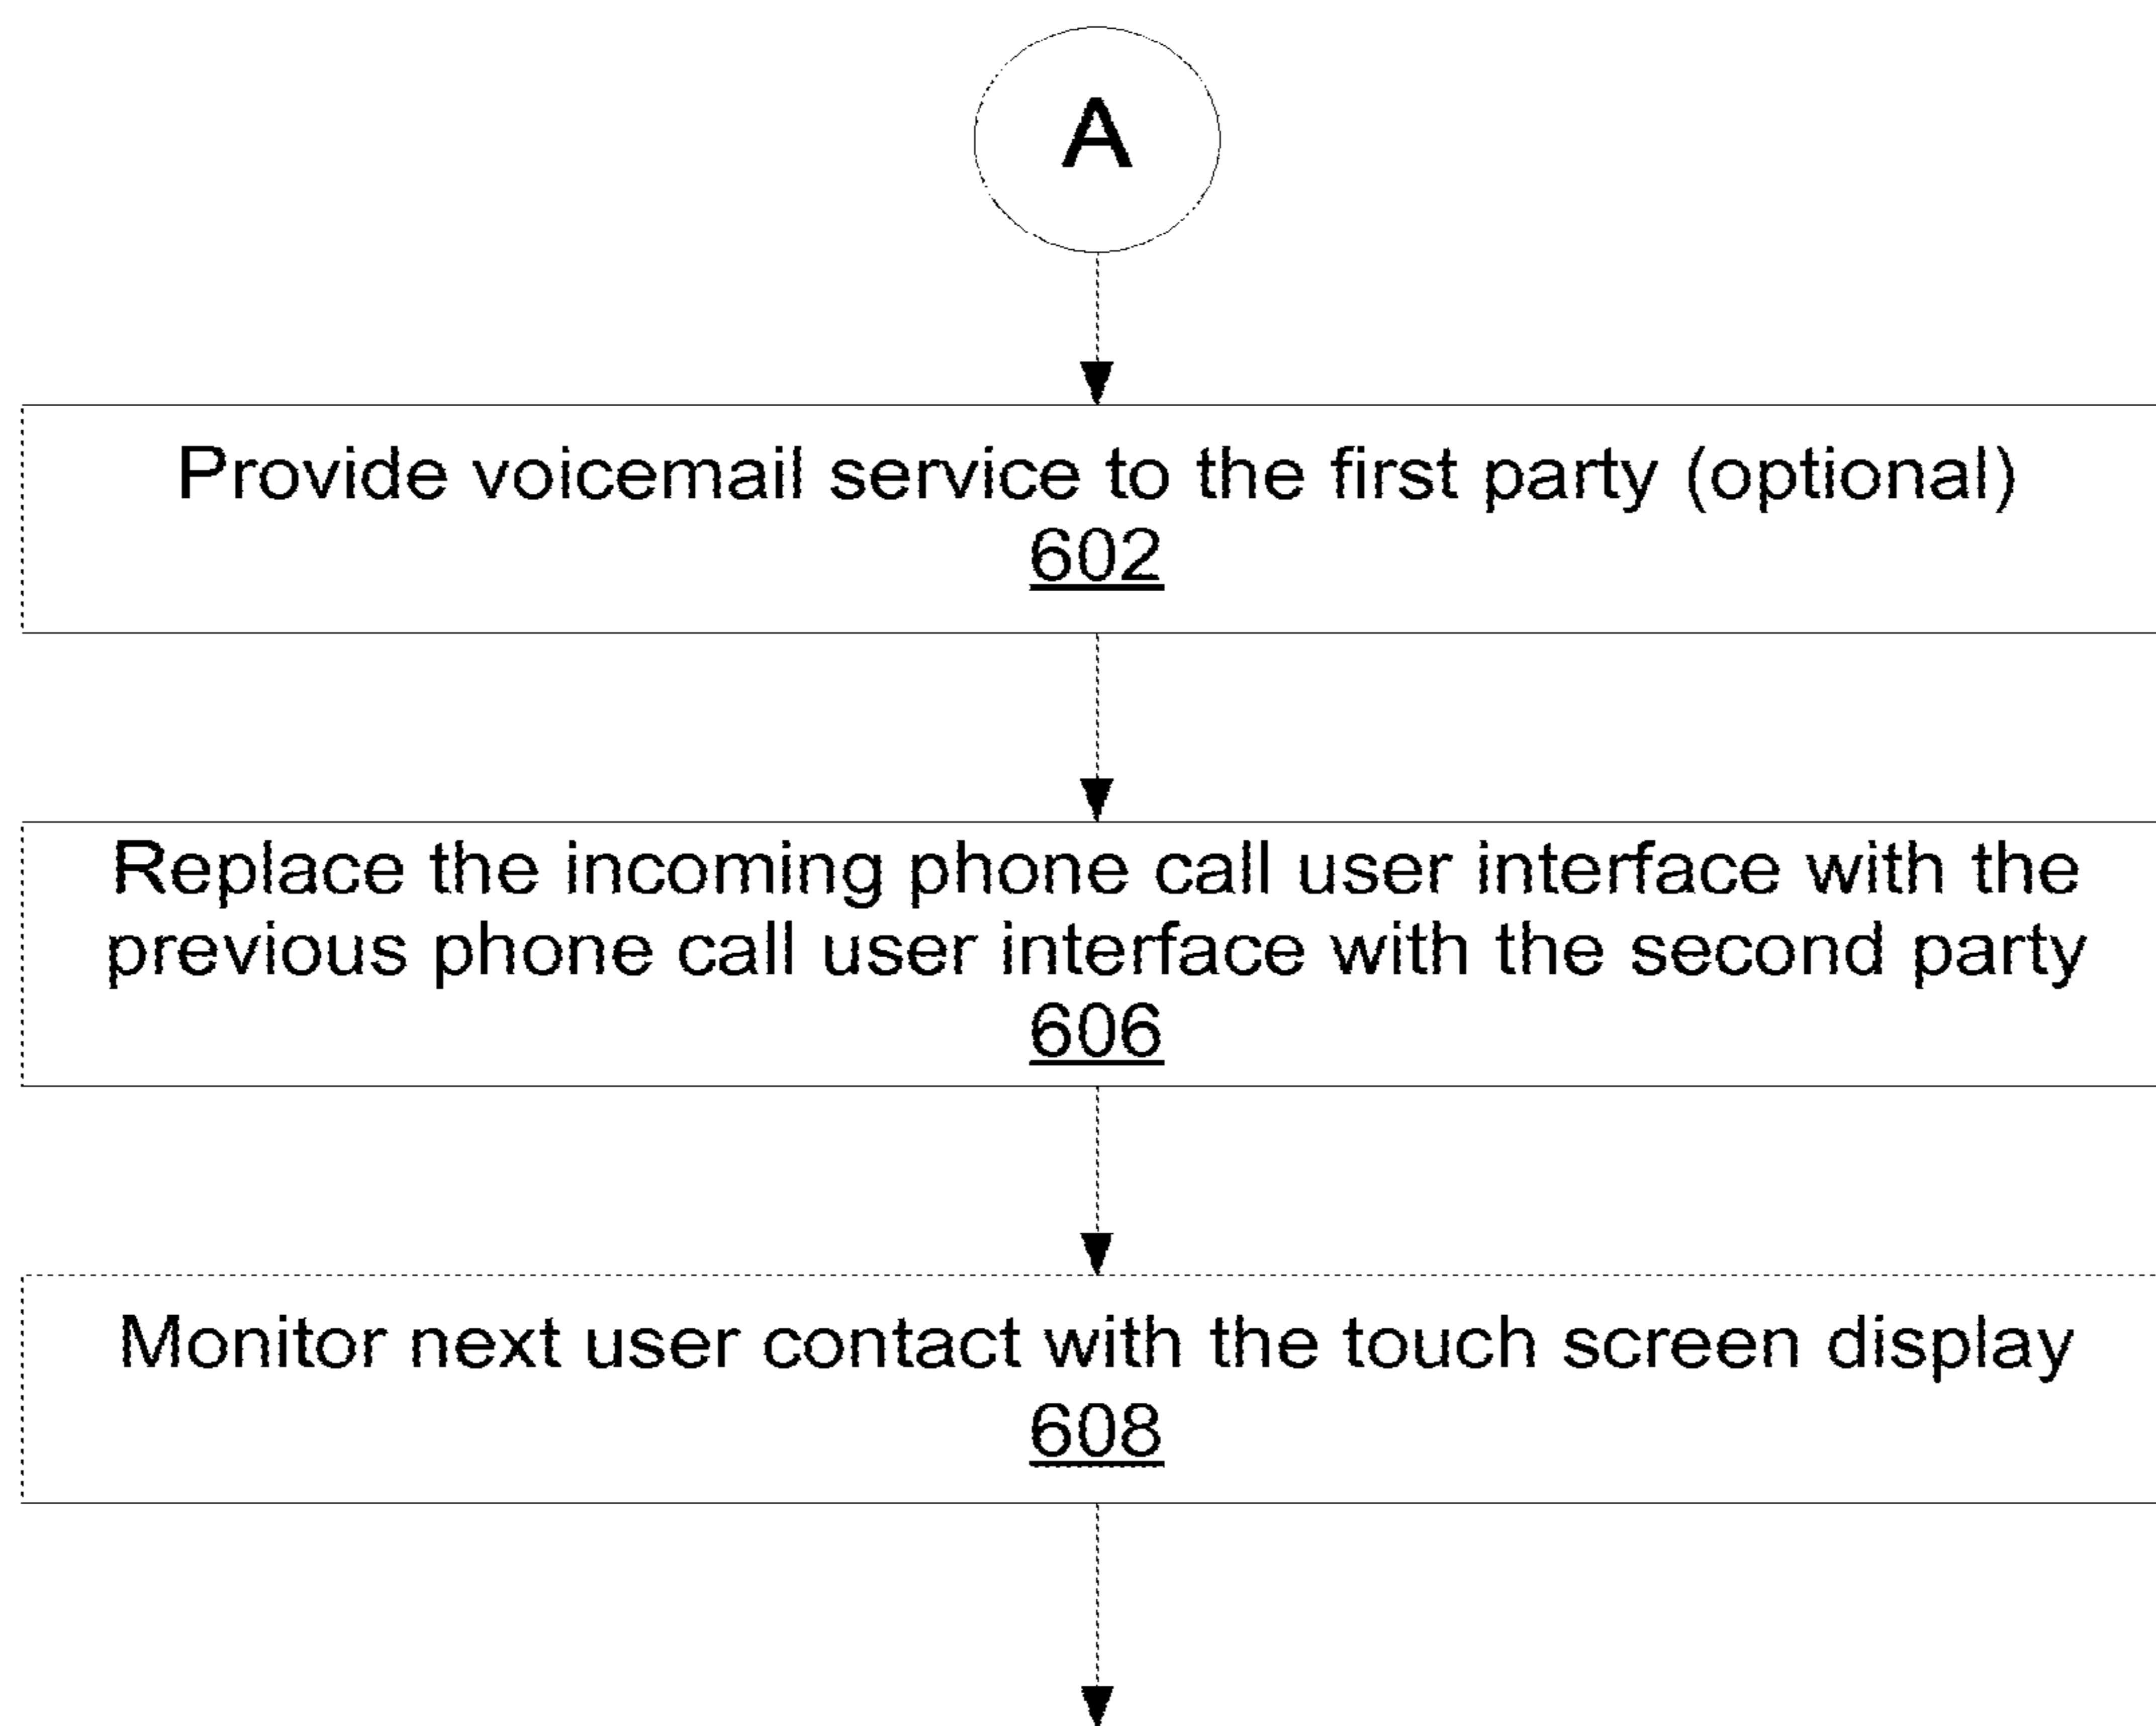 A
Provide voicemail service to the first party (optional)
602
Replace the incoming phone call user interface with the
previous phone call user interface with the second party
606
Monitor next user contact with the touch screen display
608